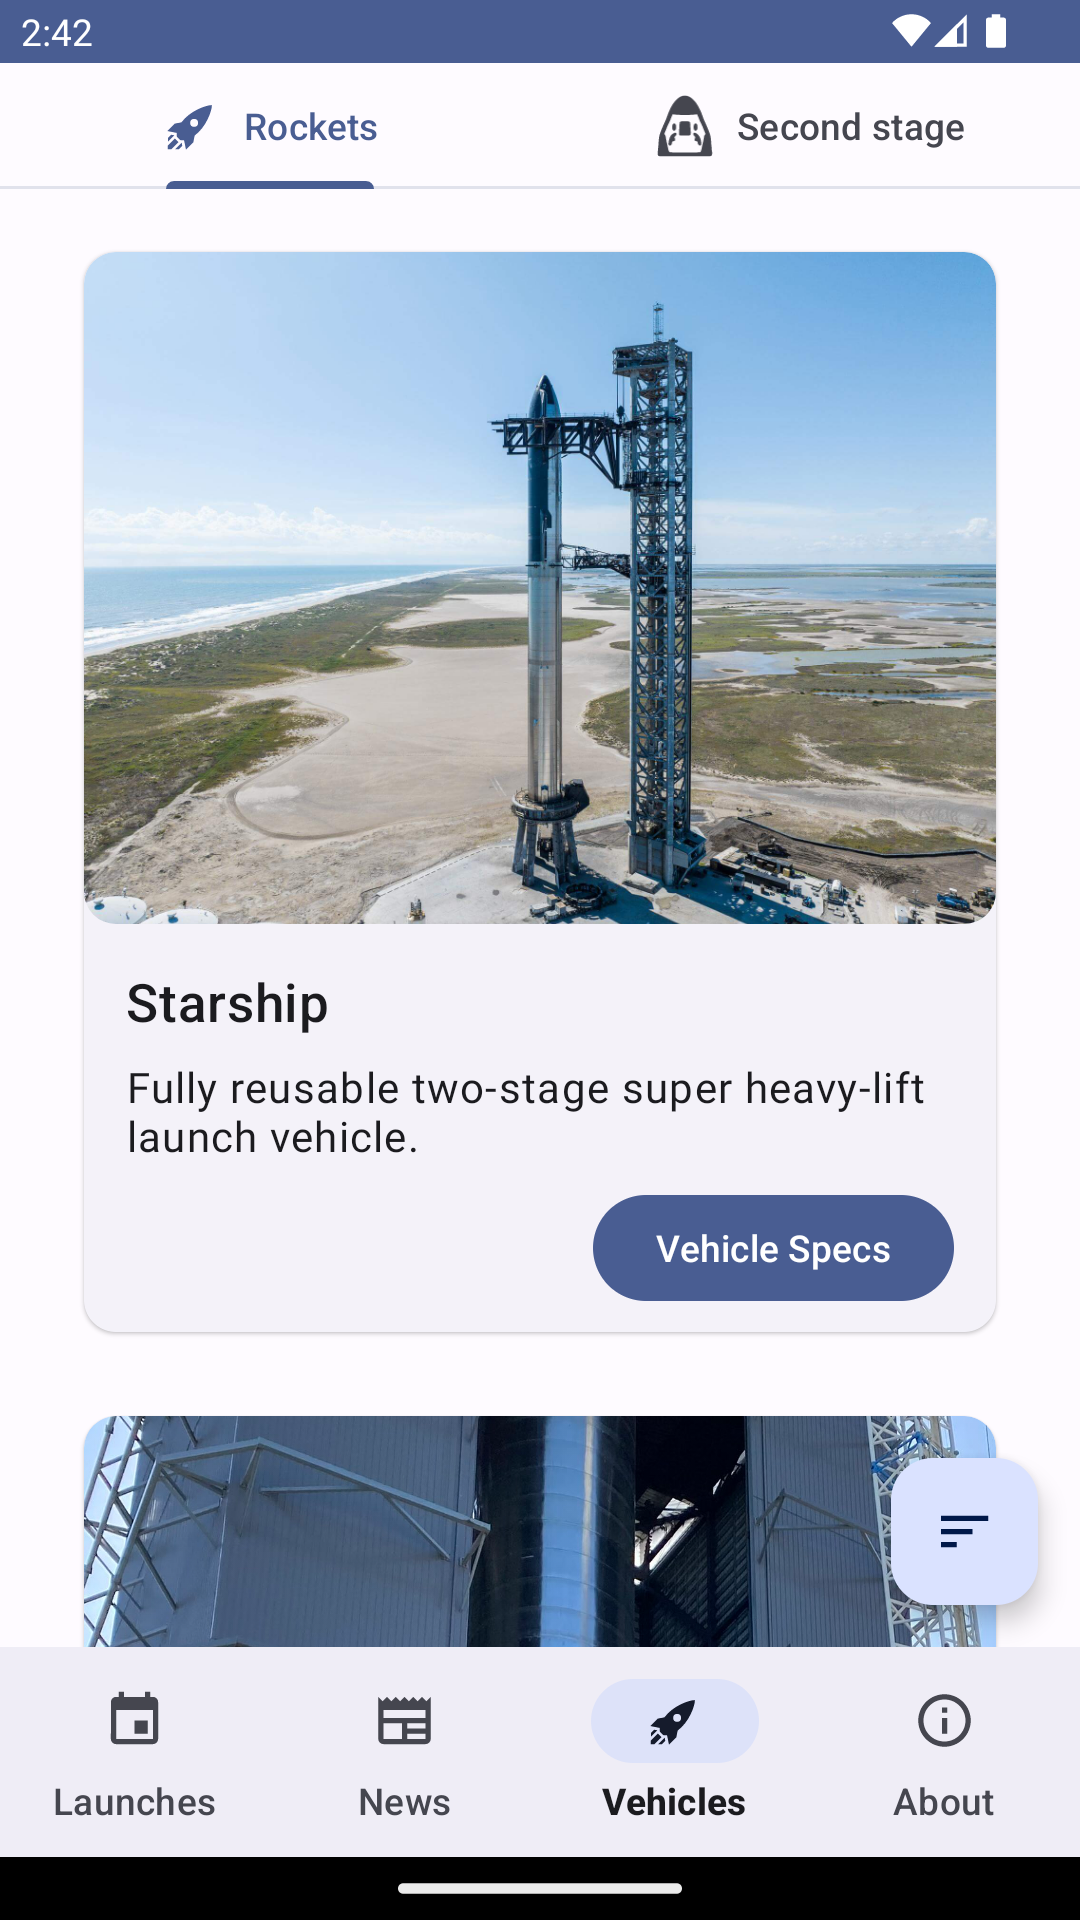 2:42
Rockets
Second stage
Starship
Fully reusable two-stage super heavy-lift
launch vehicle.
Vehicle Specs
Launches
News
Vehicles
About